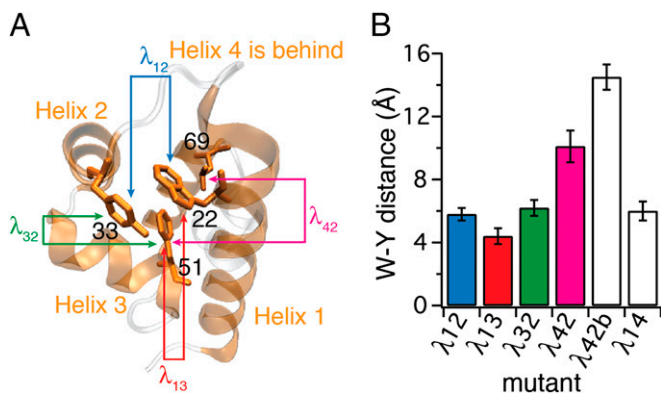 A
Helix 4 is behind
λ12
Helix 2
69
λ42
22
λ32
33
51
Helix 3
Helix 1
λ13
B
W-Y distance (Å)
16
12
8
4
0
λ12
λ13
λ32
λ42
λ42b
λ14
mutant